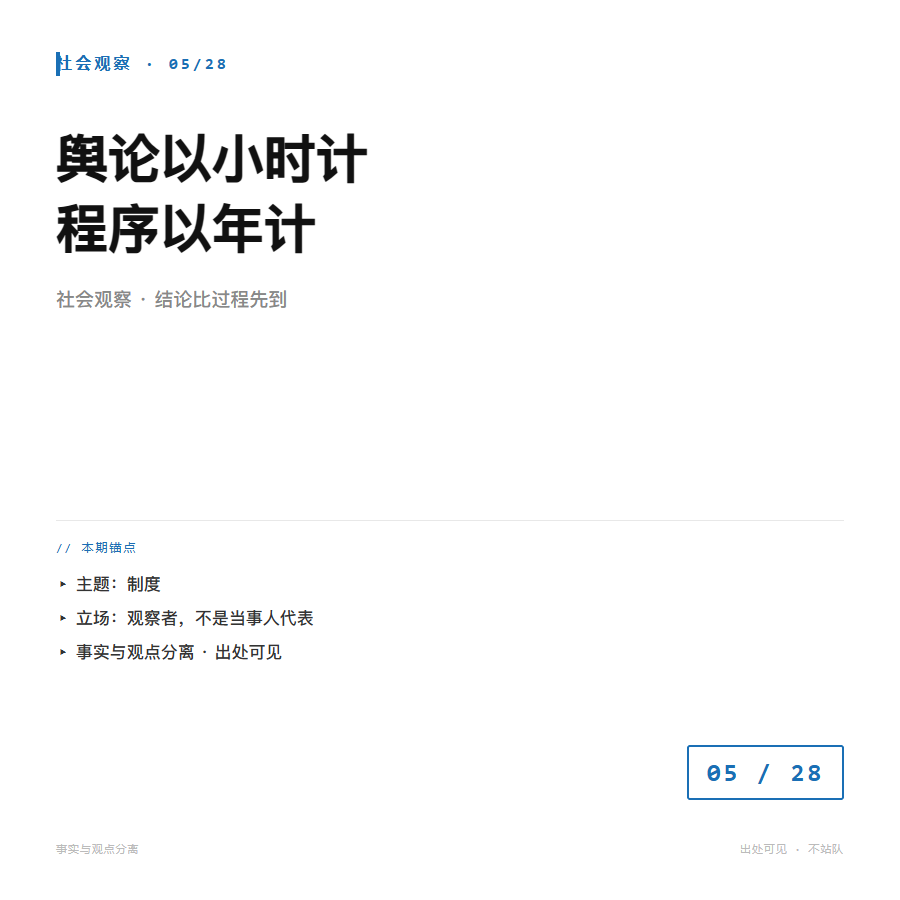 社会观察 · 05/28
舆论以小时计
程序以年计
社会观察 · 结论比过程先到
// 本期锚点
▸ 主题：制度
▸ 立场：观察者，不是当事人代表
▸ 事实与观点分离 · 出处可见
05 / 28
事实与观点分离
出处可见 · 不站队